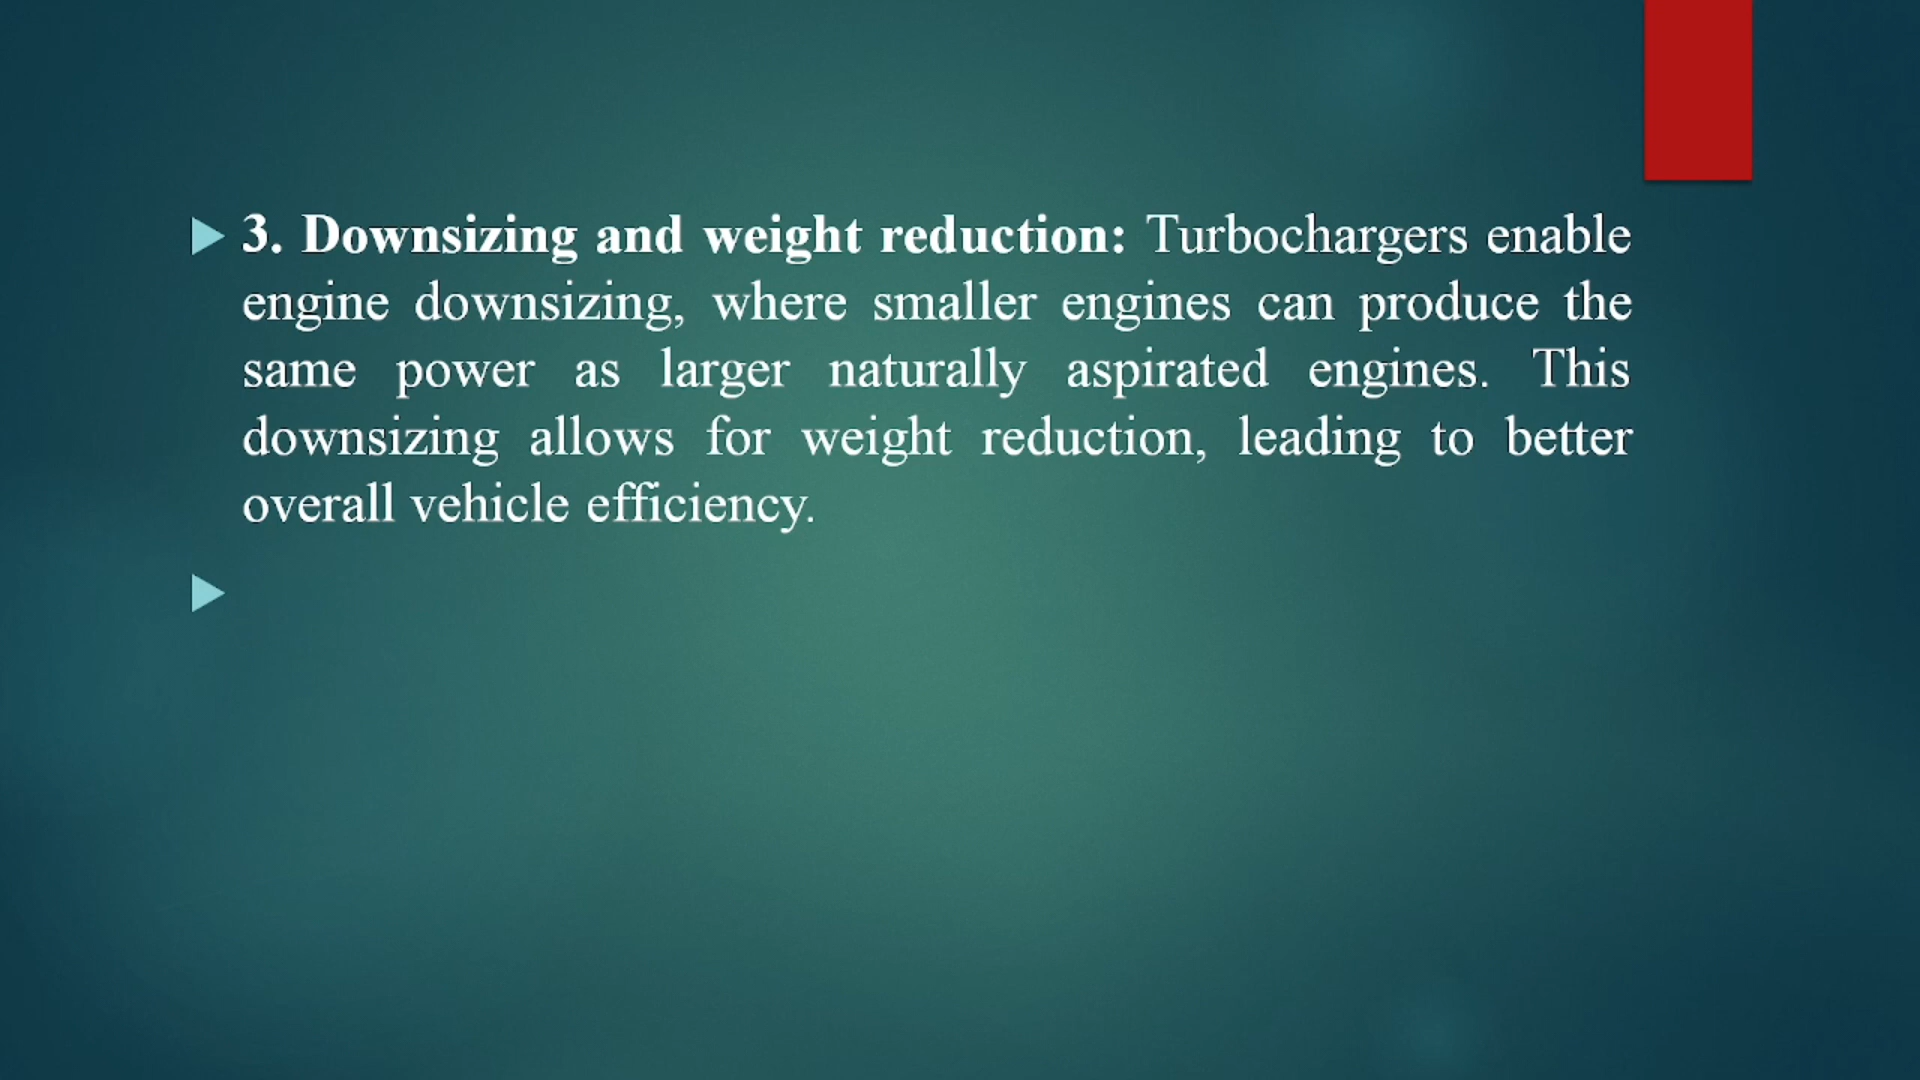 3. Downsizing and weight reduction: Turbochargers enable
engine downsizing, where smaller engines can produce the
same power as larger naturally aspirated engines. This
downsizing allows for weight reduction, leading to better
overall vehicle efficiency.